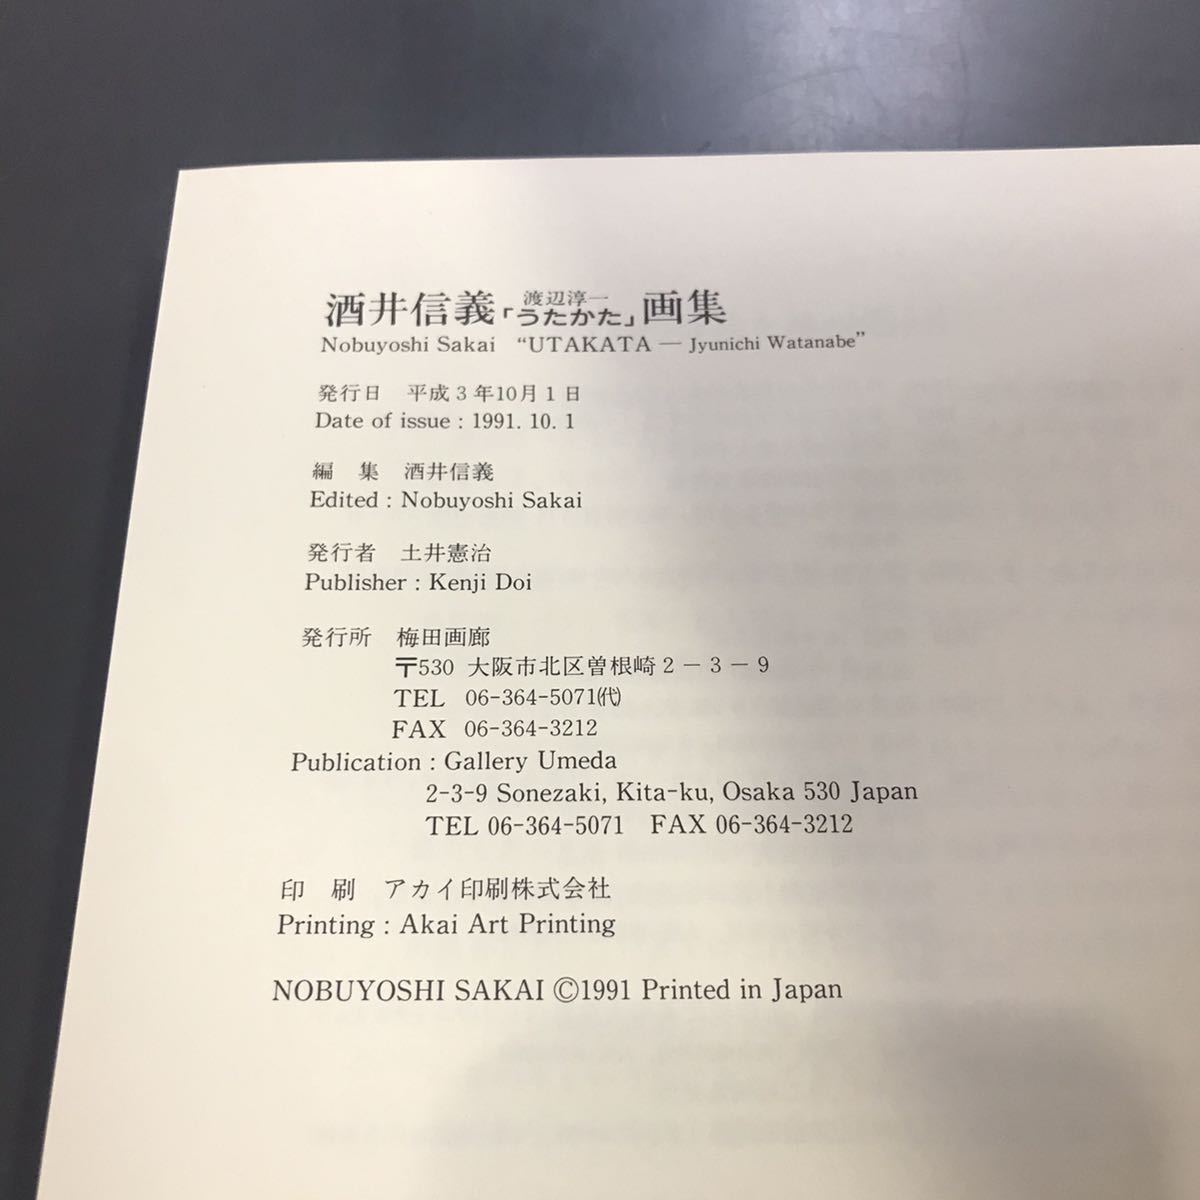 酒井信義「渡辺淳一うたかた」画集
Nobuyoshi Sakai “UTAKATA — Jyunichi Watanabe”
発行日 平成3年10月1日
Date of issue : 1991. 10. 1
編 集 酒井信義
Edited : Nobuyoshi Sakai
発行者 土井憲治
Publisher : Kenji Doi
発行所 梅田画廊
〒530 大阪市北区曽根崎2－3－9
TEL 06-364-5071㈹
FAX 06-364-3212
Publication : Gallery Umeda
2-3-9 Sonezaki, Kita-ku, Osaka 530 Japan
TEL 06-364-5071 FAX 06-364-3212
印 刷 アカイ印刷株式会社
Printing : Akai Art Printing
NOBUYOSHI SAKAI ©1991 Printed in Japan